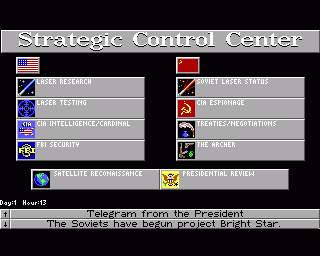 Strategic Control Center
LASER RESEARCH
SOVIET LASER STATUS
LASER TESTING
CIA ESPIONAGE
CIA INTELLIGENCE/CARDINAL
TREATIES/NEGOTIATIONS
FBI
FBI SECURITY
THE ARCHER
SATELLITE RECONAISSANCE
PRESIDENTIAL REVIEW
Day:1 Hour:13
Telegram from the President
The Soviets have begun project Bright Star.